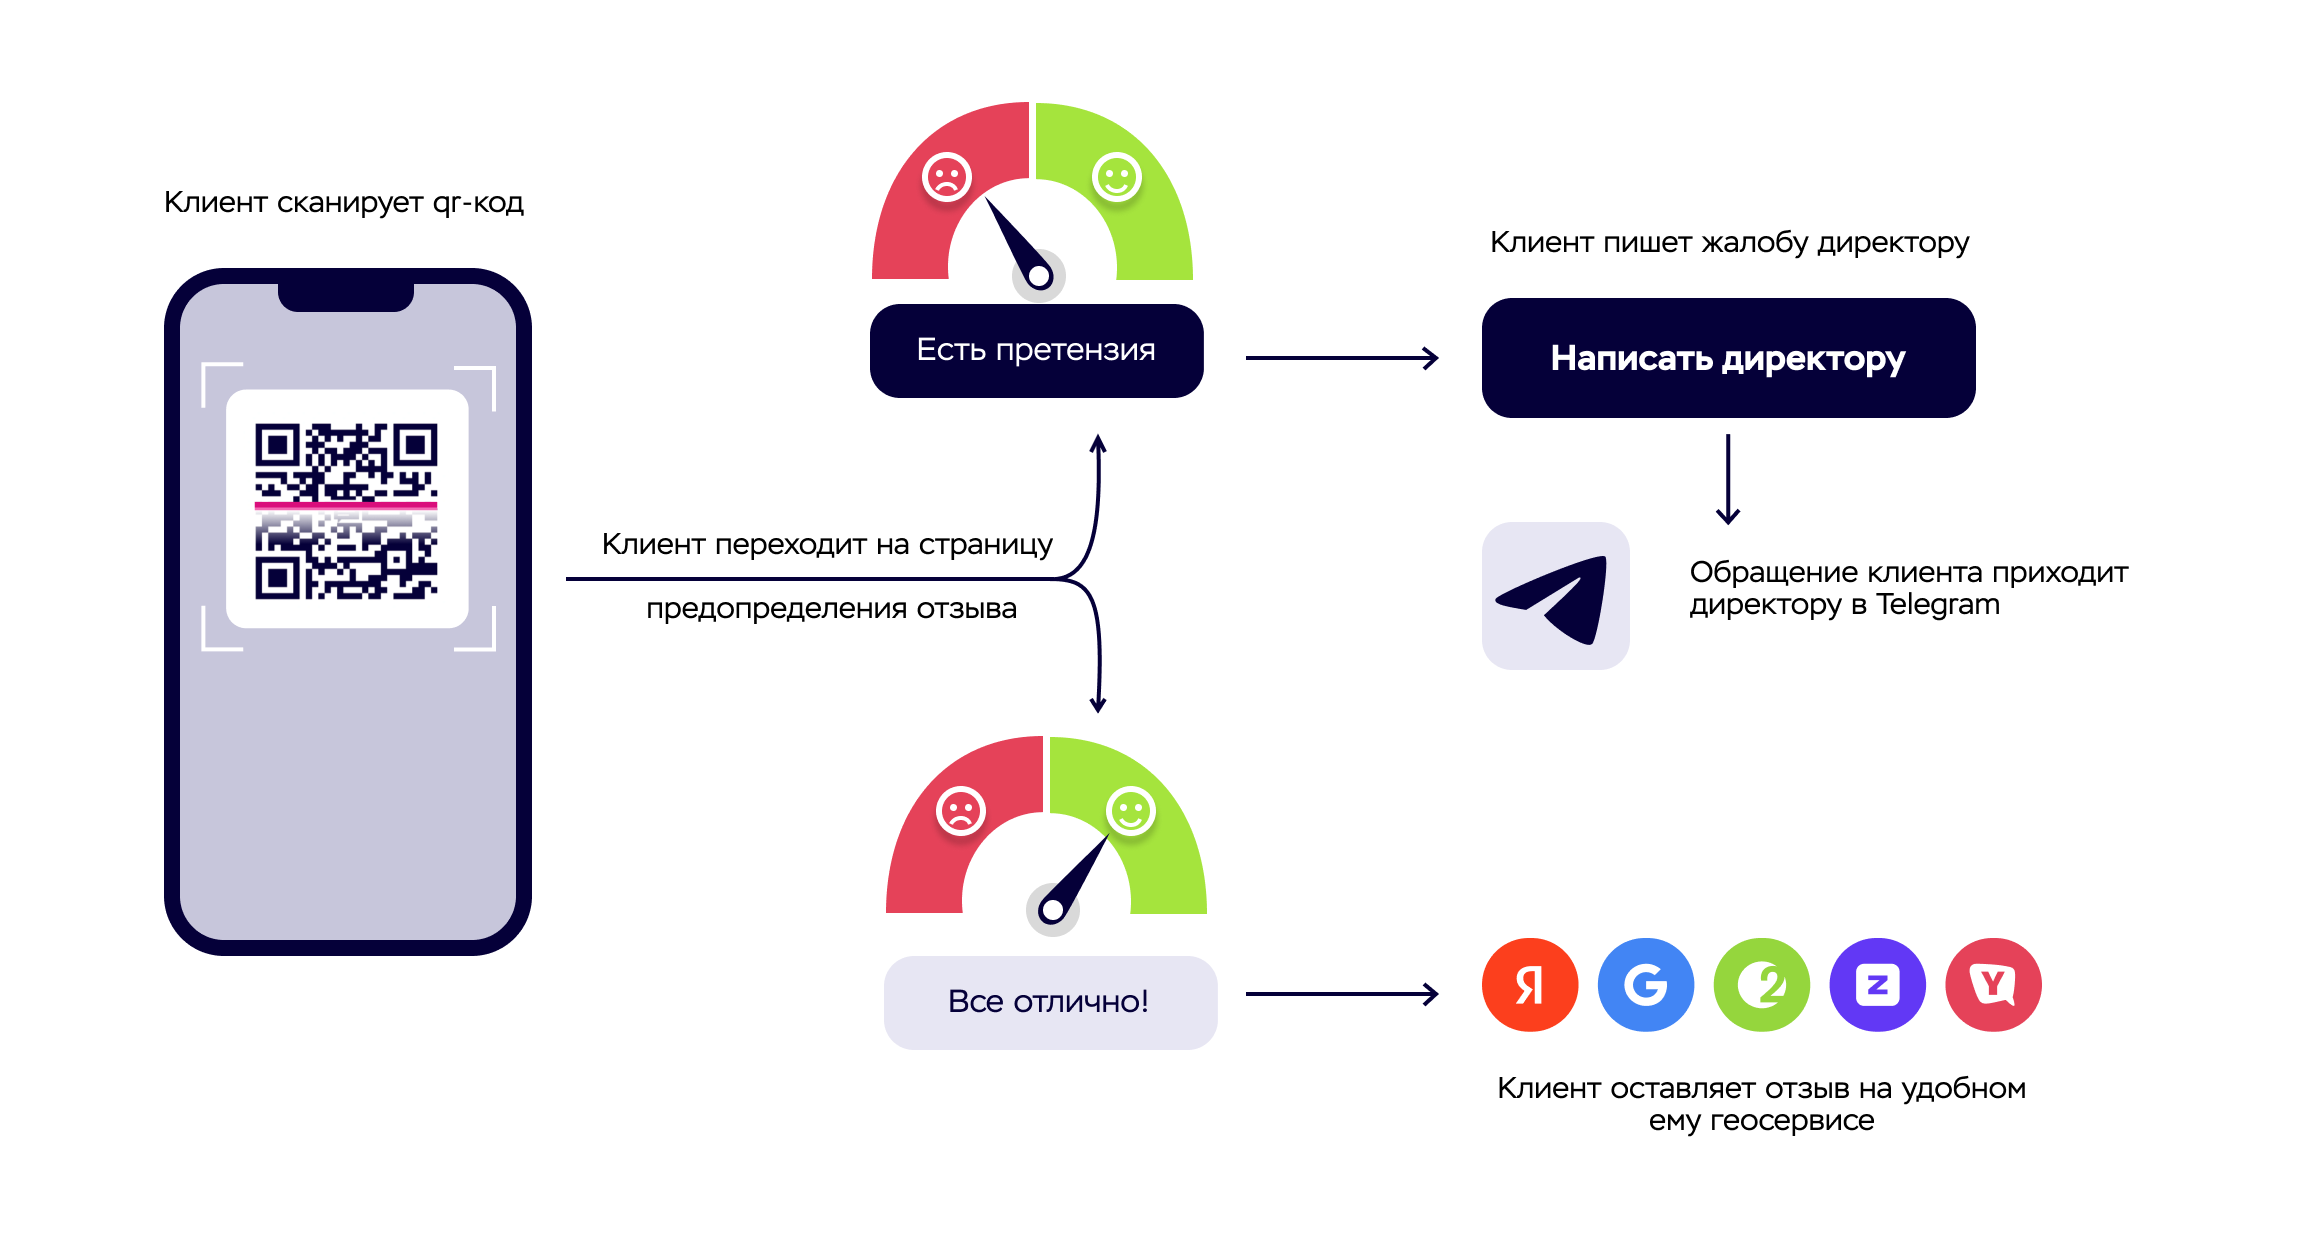 Клиент сканирует qr-код
Есть претензия
Клиент пишет жалобу директору
Написать директору
Клиент переходит на страницу
предопределения отзыва
Обращение клиента приходит
директору в Telegram
Все отлично!
Я G 2 Z Y
Клиент оставляет отзыв на удобном
ему геосервисе